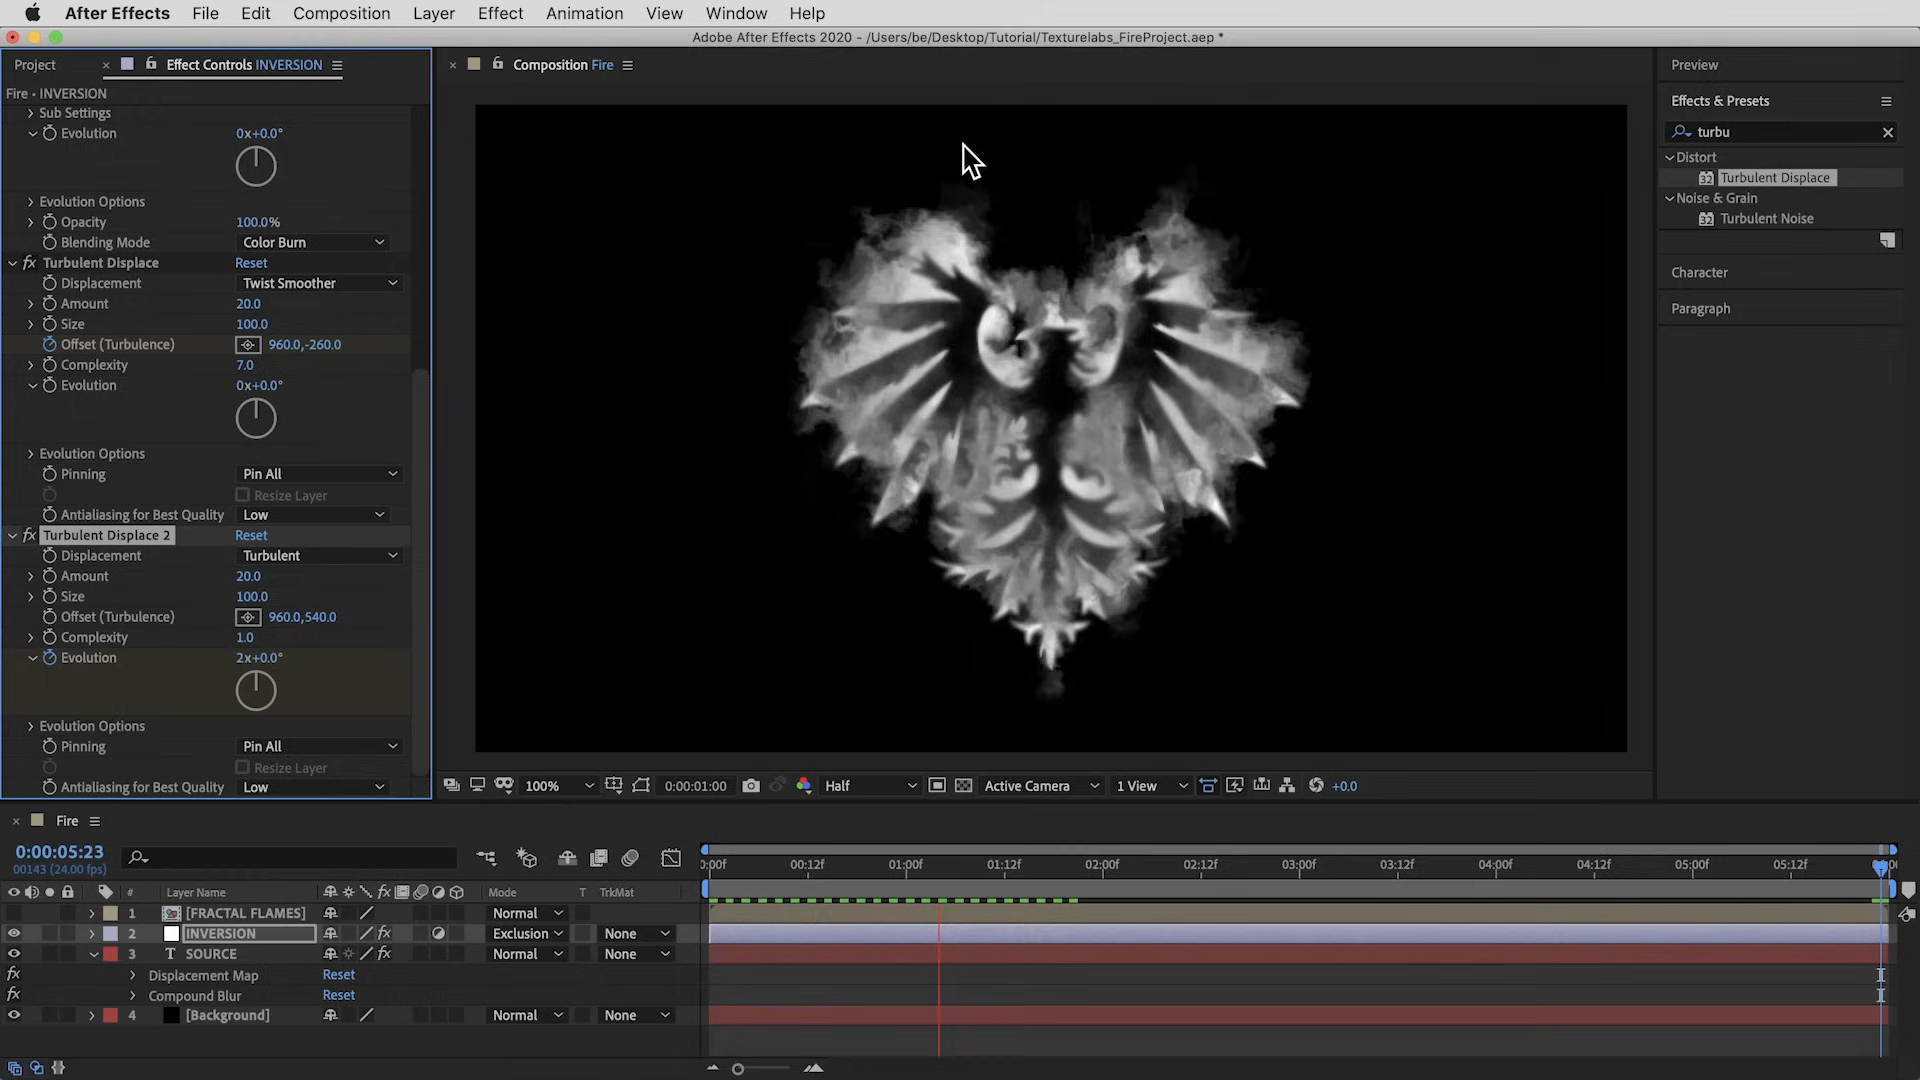 After Effects File Edit Composition Layer Effect Animation View Window Help
Adobe After Effects 2020 - /Users/be/Desktop/Tutorial/Texturelabs_FireProject.aep *
Project
Effect Controls INVERSION
Fire • INVERSION
Sub Settings
Evolution 0x+0.0°
Evolution Options
Opacity 100.0%
Blending Mode Color Burn
fx Turbulent Displace Reset
Displacement Twist Smoother
Amount 20.0
Size 100.0
Offset (Turbulence) 960.0,-260.0
Complexity 7.0
Evolution 0x+0.0°
Evolution Options
Pinning Pin All
Resize Layer
Antialiasing for Best Quality Low
fx Turbulent Displace 2 Reset
Displacement Turbulent
Amount 20.0
Size 100.0
Offset (Turbulence) 960.0,540.0
Complexity 1.0
Evolution 2x+0.0°
Evolution Options
Pinning Pin All
Resize Layer
Antialiasing for Best Quality Low
Composition Fire
100% 0:00:01:00 Half Active Camera 1 View +0.0
Preview
Effects & Presets
turbu
Distort
32 Turbulent Displace
Noise & Grain
32 Turbulent Noise
Character
Paragraph
Fire
0:00:05:23
00143 (24.00 fps)
# Layer Name fx Mode T TrkMat
1 [FRACTAL FLAMES] Normal
2 INVERSION fx Exclusion None
3 T SOURCE fx Normal None
fx Displacement Map Reset
fx Compound Blur Reset
4 [Background] Normal None
0:00f 00:12f 01:00f 01:12f 02:00f 02:12f 03:00f 03:12f 04:00f 04:12f 05:00f 05:12f